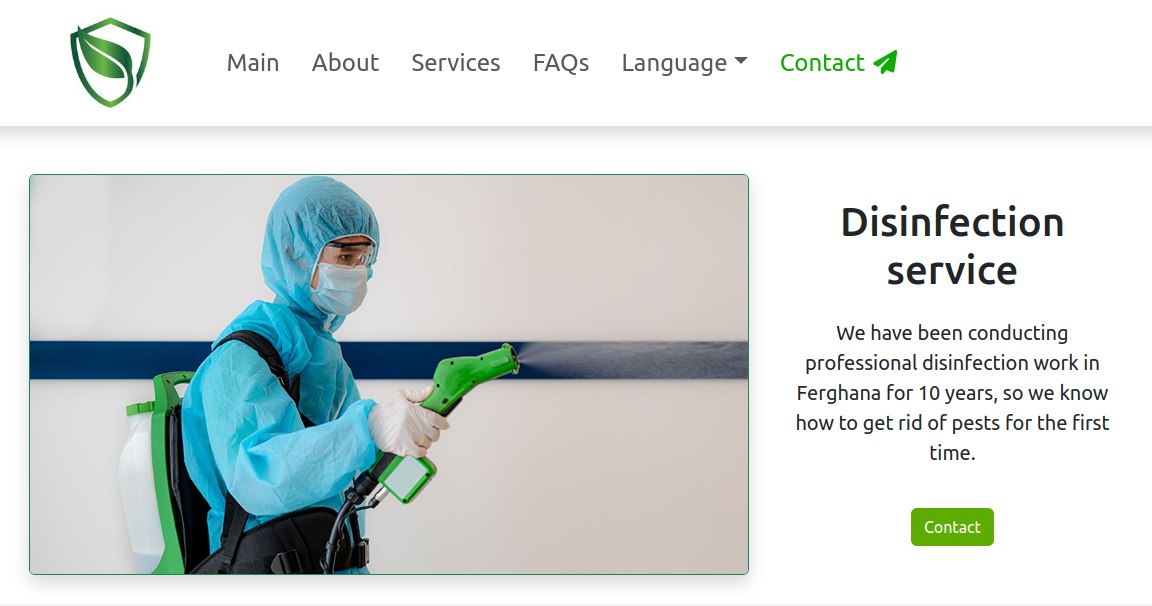 Main About Services FAQs Language Contact
Disinfection
service
We have been conducting
professional disinfection work in
Ferghana for 10 years, so we know
how to get rid of pests for the first
time.
Contact